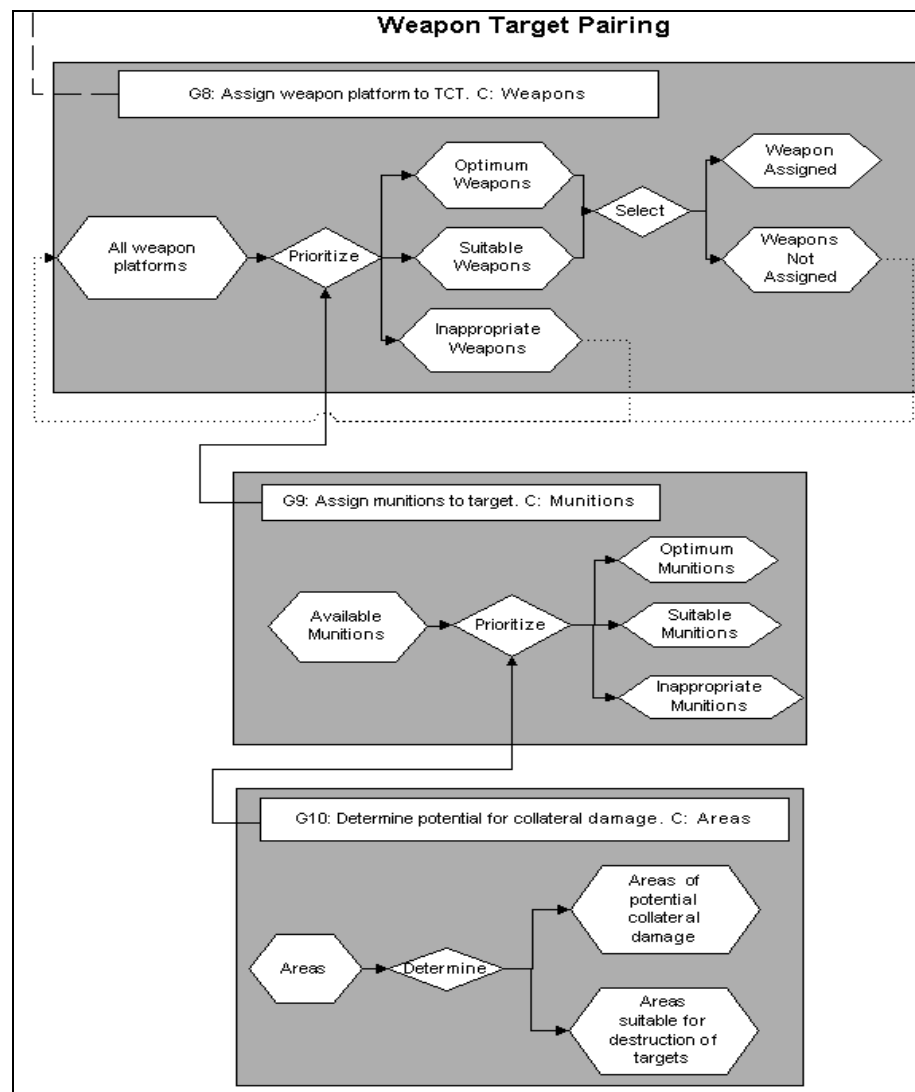 Weapon Target Pairing
G8: Assign weapon platform to TCT. C: Weapons
Optimum
Weapons
Weapon
Assigned
Select
All weapon
platforms
Prioritize
Suitable
Weapons
Weapons
Not
Assigned
Inappropriate
Weapons
G9: Assign munitions to target. C: Munitions
Optimum
Munitions
Available
Munitions
Prioritize
Suitable
Munitions
Inappropriate
Munitions
G10: Determine potential for collateral damage. C: Areas
Areas of
potential
collateral
damage
Areas
Determine
Areas
suitable for
destruction of
targets